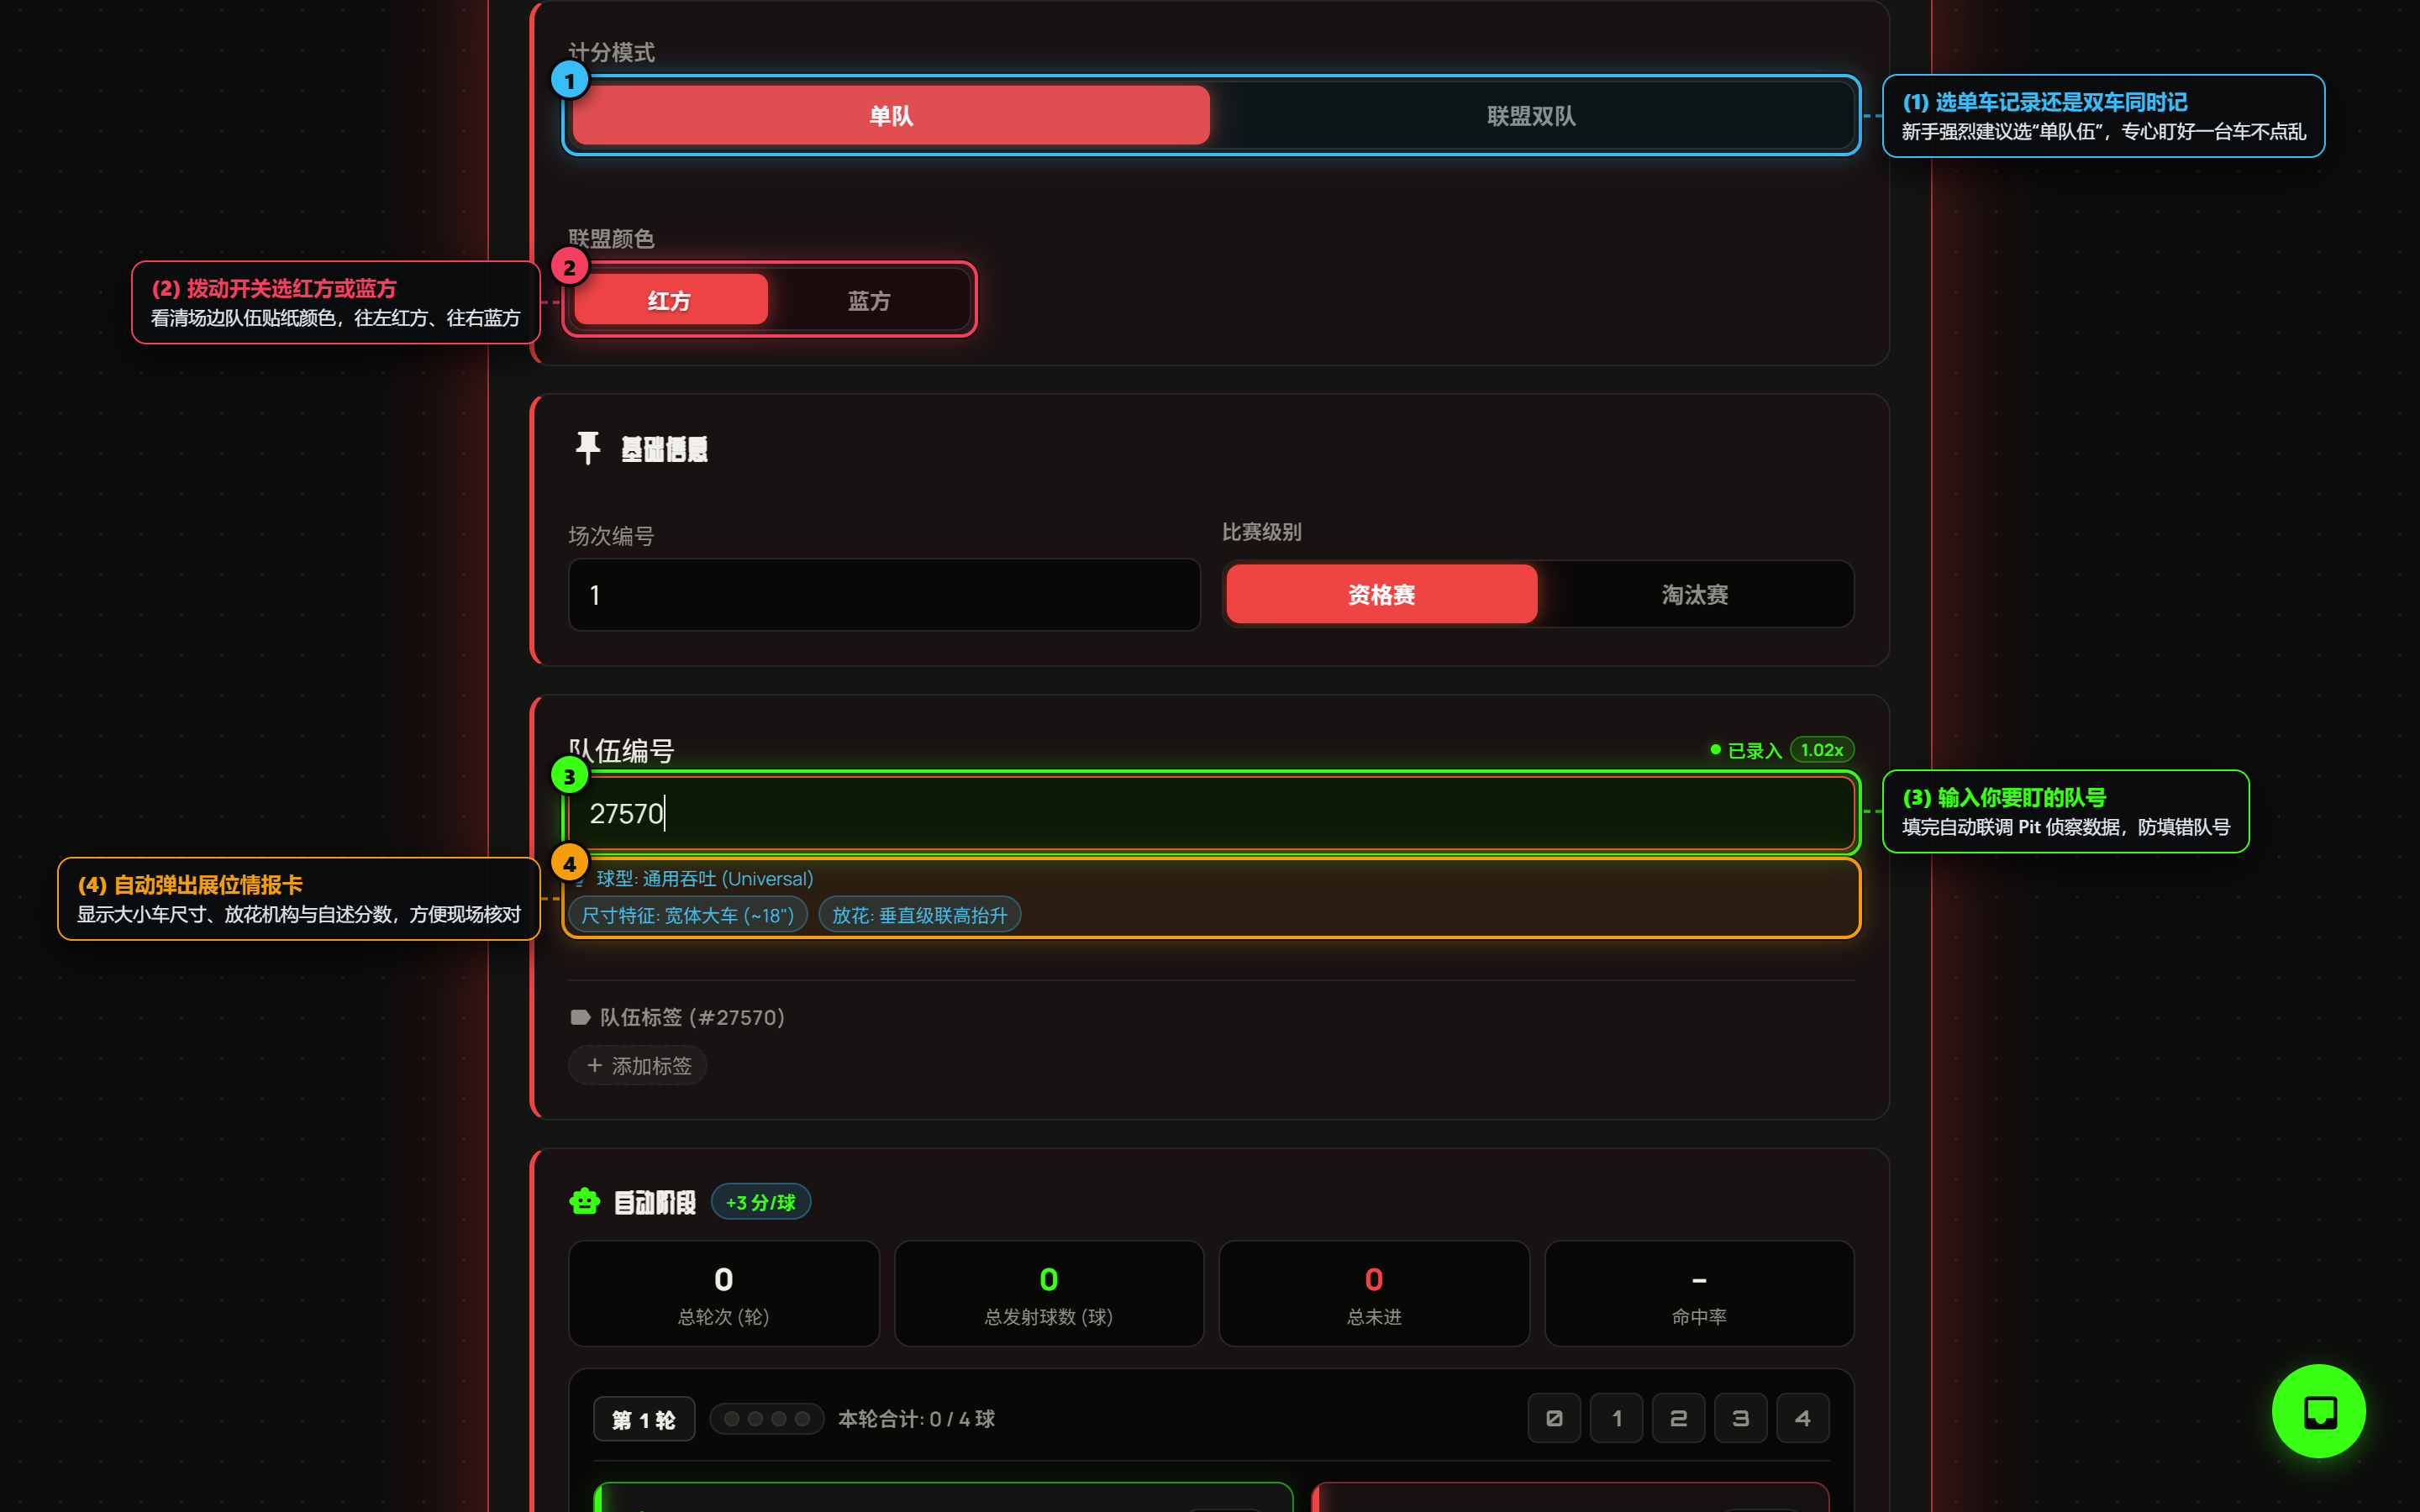 计分模式
1
单队
联盟双队
(1) 选单车记录还是双车同时记
新手强烈建议选“单队伍”，专心盯好一台车不点乱
联盟颜色
2
红方
蓝方
(2) 拨动开关选红方或蓝方
看清场边队伍贴纸颜色，往左红方、往右蓝方
基础信息
场次编号
比赛级别
1
资格赛
淘汰赛
队伍编号
已录入
1.02x
3
27570
(3) 输入你要盯的队号
填完自动联调 Pit 侦察数据，防填错队号
4
球型: 通用吞吐 (Universal)
尺寸特征: 宽体大车 (~18")
放花: 垂直级联高抬升
(4) 自动弹出展位情报卡
显示大小车尺寸、放花机构与自述分数，方便现场核对
队伍标签 (#27570)
+ 添加标签
自动阶段
+3 分/球
0
0
0
–
总轮次 (轮)
总发射球数 (球)
总未进
命中率
第 1 轮
本轮合计: 0 / 4 球
0
1
2
3
4